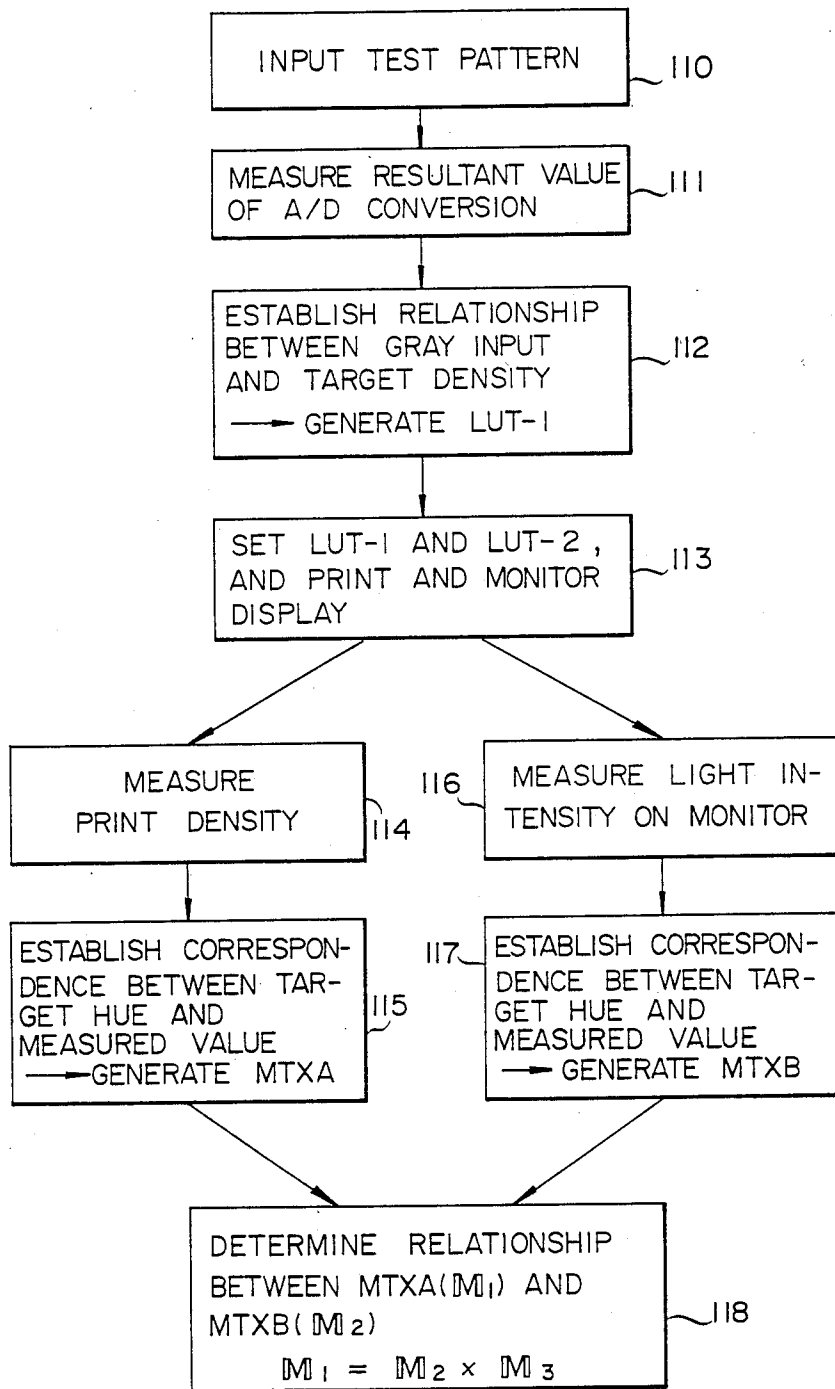 INPUT TEST PATTERN
110
MEASURE RESULTANT VALUE
OF A/D CONVERSION
111
ESTABLISH RELATIONSHIP
BETWEEN GRAY INPUT
AND TARGET DENSITY
→ GENERATE LUT-1
112
SET LUT-1 AND LUT-2,
AND PRINT AND MONITOR
DISPLAY
113
MEASURE
PRINT DENSITY
114
ESTABLISH CORRESPON-
DENCE BETWEEN TAR-
GET HUE AND
MEASURED VALUE
→ GENERATE MTXA
115
116
MEASURE LIGHT IN-
TENSITY ON MONITOR
117
ESTABLISH CORRESPON-
DENCE BETWEEN TAR-
GET HUE AND
MEASURED VALUE
→ GENERATE MTXB
DETERMINE RELATIONSHIP
BETWEEN MTXA(𝕄₁) AND
MTXB(𝕄₂)
𝕄₁ = 𝕄₂ × 𝕄₃
118